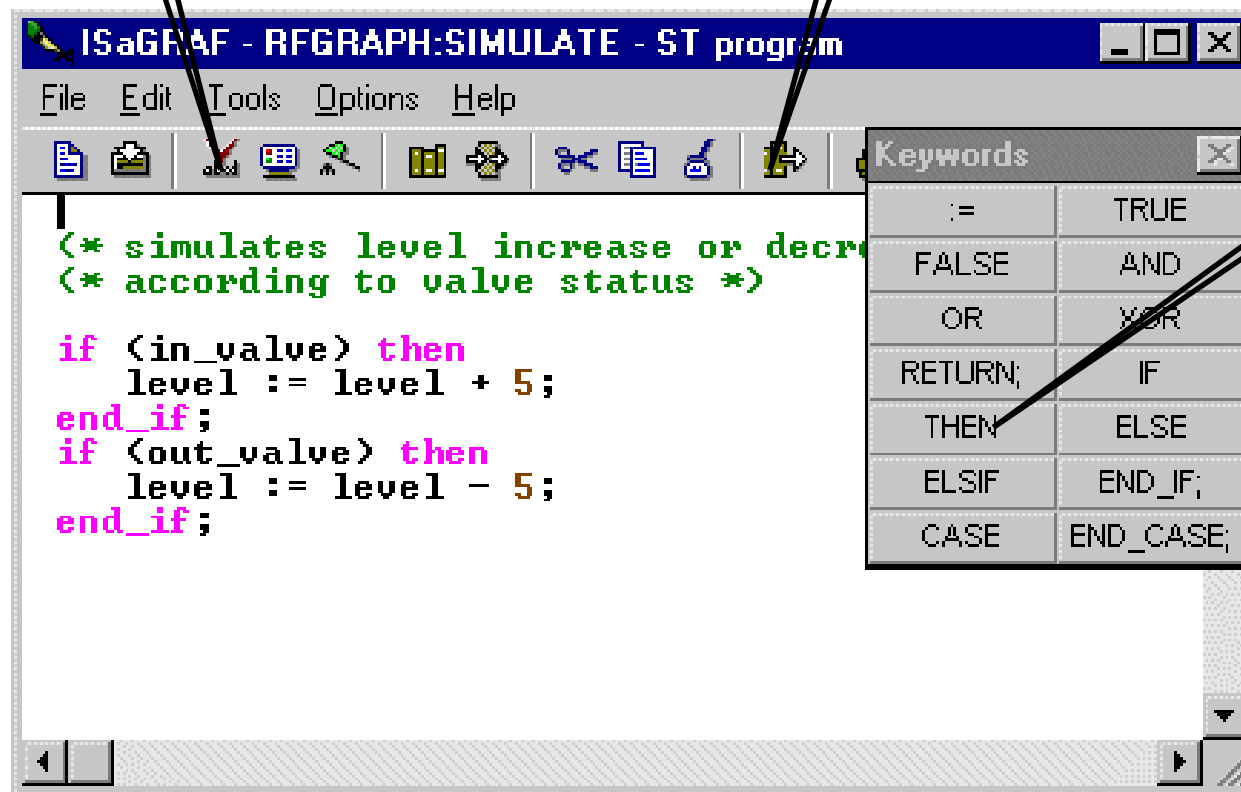 ISaGRAF - RFGRAPH:SIMULATE - ST program
File Edit Tools Options Help
Keywords
:= TRUE
FALSE AND
OR XOR
RETURN; IF
THEN ELSE
ELSIF END_IF;
CASE END_CASE;
(* simulates level increase or decre
(* according to valve status *)
if (in_valve) then
level := level + 5;
end_if;
if (out_valve) then
level := level - 5;
end_if;